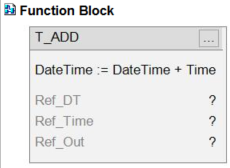 Function Block
T_ADD ...
DateTime := DateTime + Time
Ref_DT ?
Ref_Time ?
Ref_Out ?